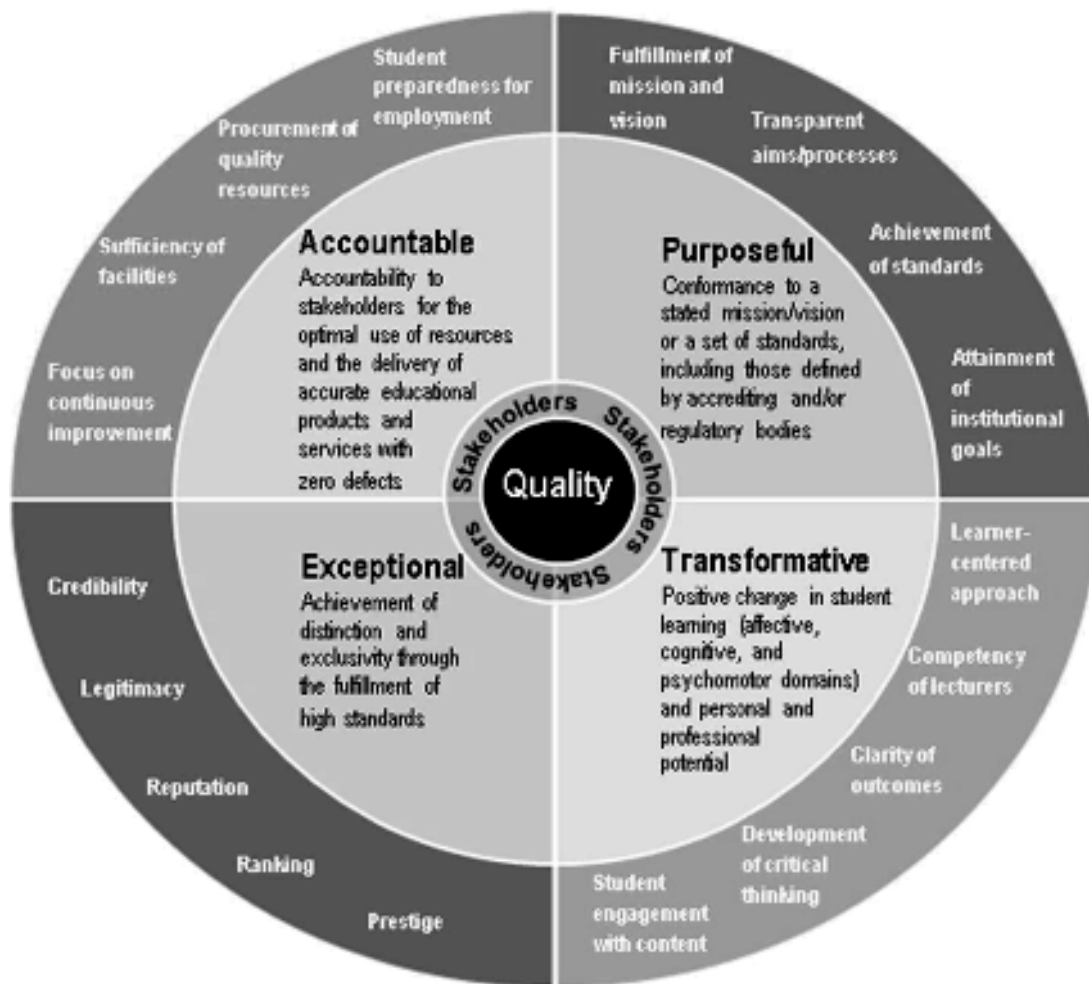 Student
preparedness for
employment
Procurement of
quality
resources
Sufficiency of
facilities
Focus on
continuous
improvement
Fulfillment of
mission and
vision
Transparent
aims/processes
Achievement
of standards
Attainment
of
institutional
goals
Accountable
Accountability to
stakeholders for the
optimal use of resources
and the delivery of
accurate educational
products and
services with
zero defects
Purposeful
Conformance to a
stated mission/vision
or a set of standards,
including those defined
by accrediting and/or
regulatory bodies
Stakeholders
Stakeholders
Stakeholders
Quality
Exceptional
Achievement of
distinction and
exclusivity through
the fulfillment of
high standards
Transformative
Positive change in student
learning (affective,
cognitive, and
psychomotor domains)
and personal and
professional
potential
Credibility
Legitimacy
Reputation
Ranking
Prestige
Learner-
centered
approach
Competency
of lecturers
Clarity of
outcomes
Development
of critical
thinking
Student
engagement
with content